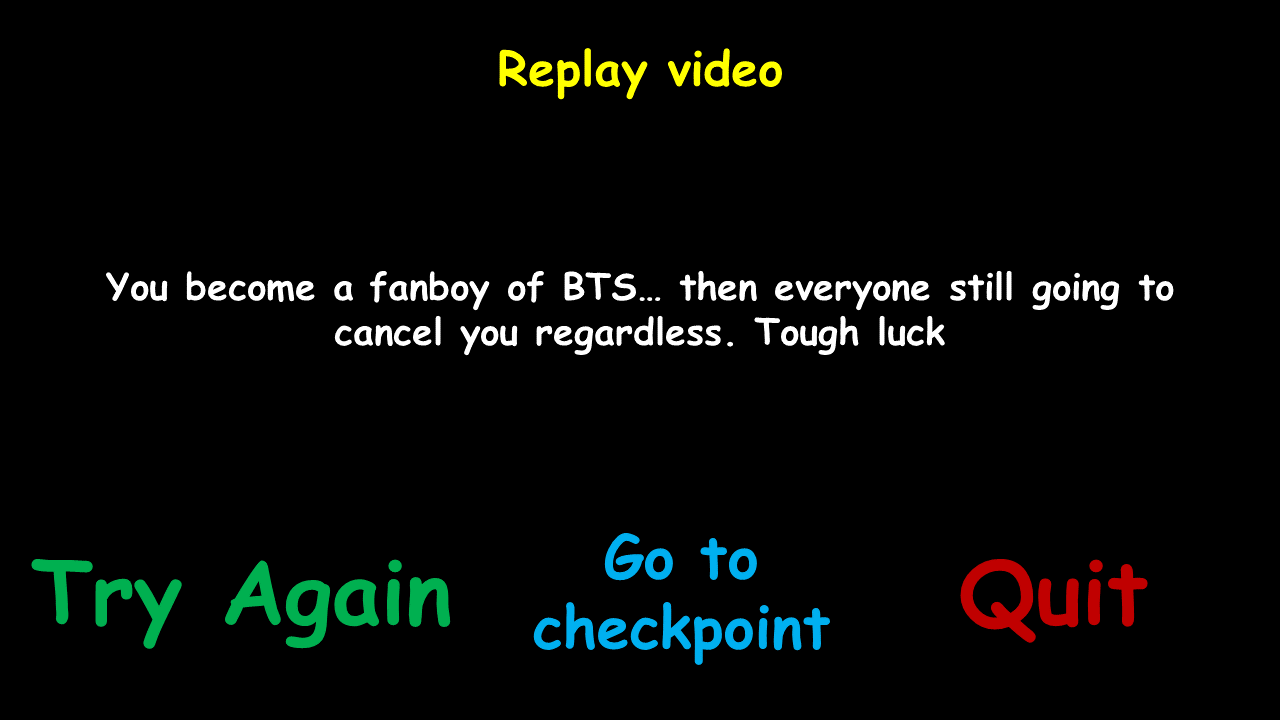 Replay video
You become a fanboy of BTS... then everyone still going to
cancel you regardless. Tough luck
Try Again
Go to
checkpoint
Quit